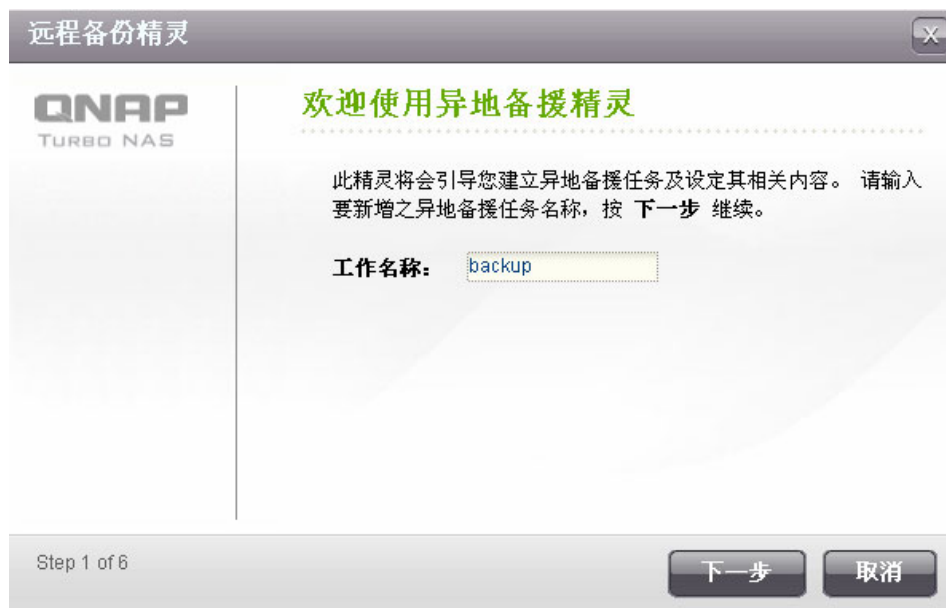 远程备份精灵
X
QNAP
TURBO NAS
欢迎使用异地备援精灵
此精灵将会引导您建立异地备援任务及设定其相关内容。 请输入
要新增之异地备援任务名称，按 下一步 继续。
工作名称： backup
Step 1 of 6
下一步
取消